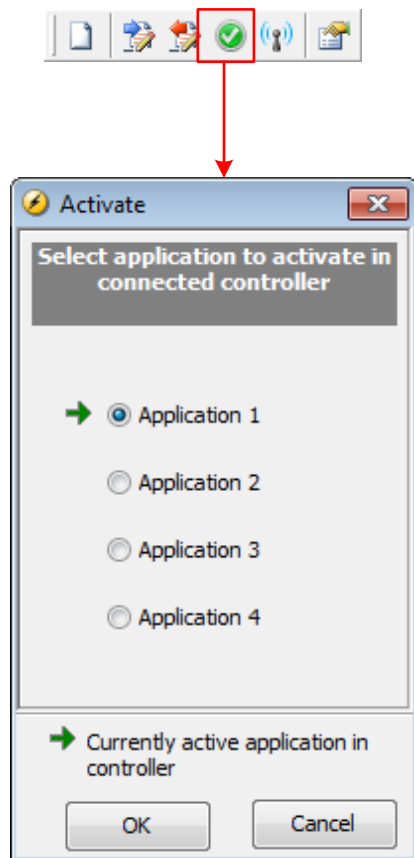 Activate
Select application to activate in
connected controller
Application 1
Application 2
Application 3
Application 4
Currently active application in
controller
OK
Cancel